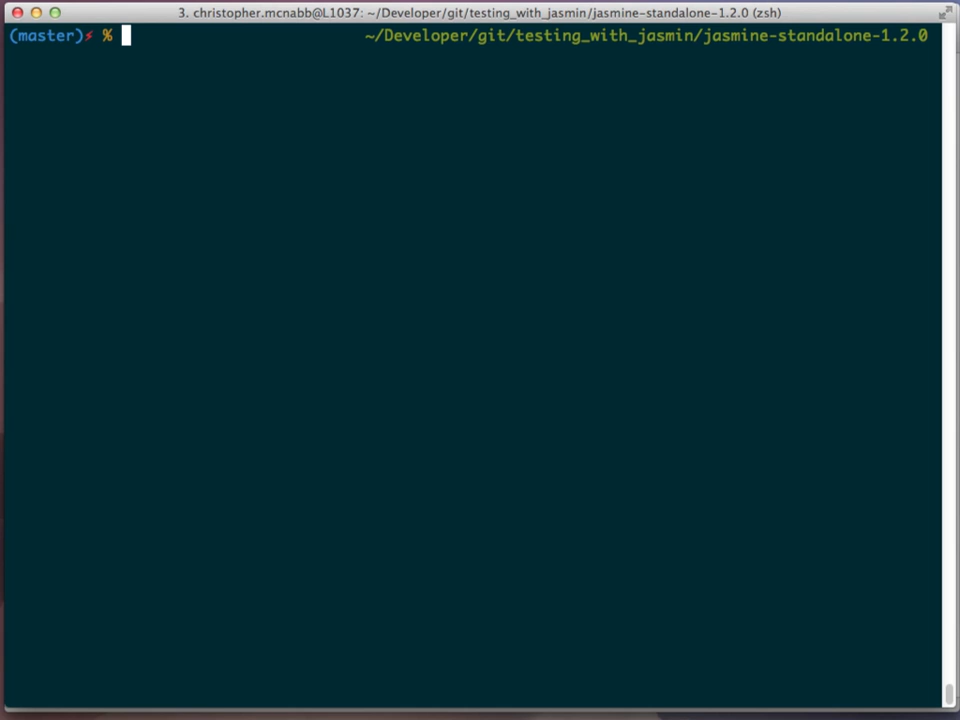 3. christopher.mcnabb@L1037: ~/Developer/git/testing_with_jasmin/jasmine-standalone-1.2.0 (zsh)
(master)⚡ % ~/Developer/git/testing_with_jasmin/jasmine-standalone-1.2.0